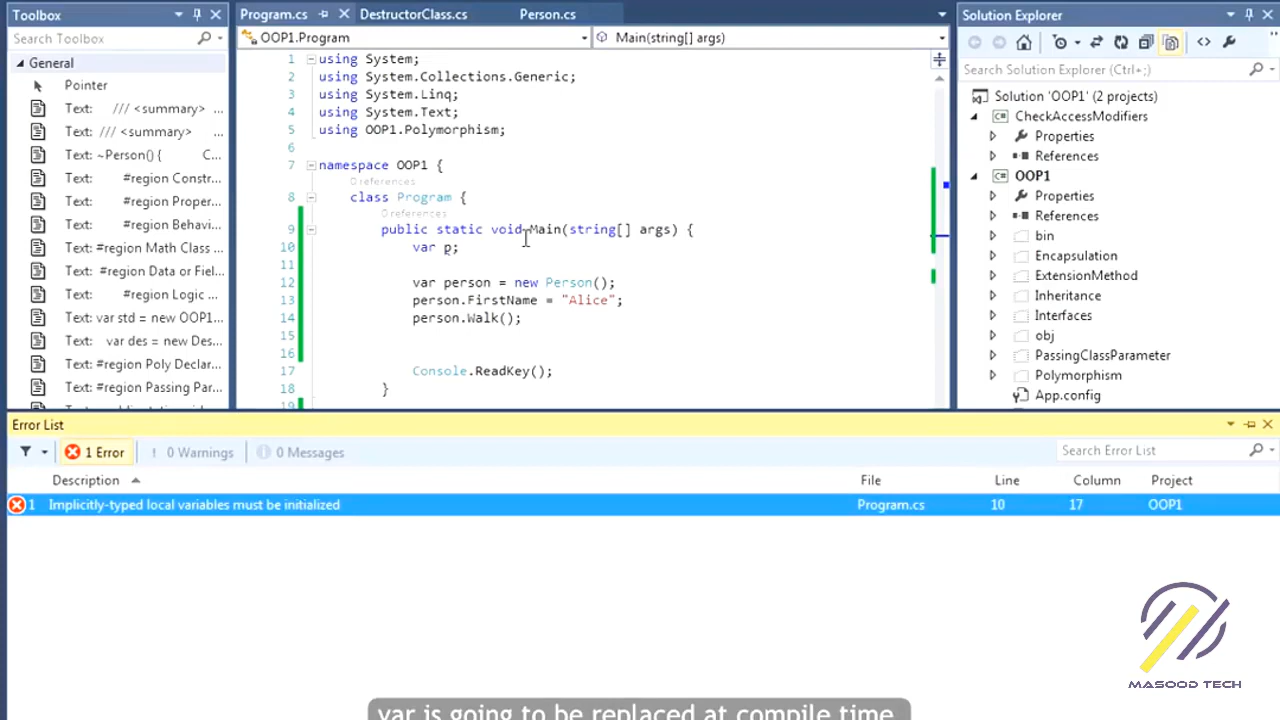 Toolbox
Search Toolbox
General
Pointer
Text: /// <summary> ...
Text: /// <summary> ...
Text: ~Person() { C...
Text: #region Constr...
Text: #region Proper...
Text: #region Behavi...
Text: #region Math Class ...
Text: #region Data or Fiel...
Text: #region Logic ...
Text: var std = new OOP1...
Text: var des = new Des...
Text: #region Poly Declar...
Text: #region Passing Par...
Program.cs
DestructorClass.cs
Person.cs
OOP1.Program
Main(string[] args)
1 using System;
2 using System.Collections.Generic;
3 using System.Linq;
4 using System.Text;
5 using OOP1.Polymorphism;
6
7 namespace OOP1 {
0 references
8 class Program {
0 references
9 public static void Main(string[] args) {
10 var p;
11
12 var person = new Person();
13 person.FirstName = "Alice";
14 person.Walk();
15
16
17 Console.ReadKey();
18 }
19
Solution Explorer
Search Solution Explorer (Ctrl+;)
Solution 'OOP1' (2 projects)
CheckAccessModifiers
Properties
References
OOP1
Properties
References
bin
Encapsulation
ExtensionMethod
Inheritance
Interfaces
obj
PassingClassParameter
Polymorphism
App.config
Error List
1 Error
0 Warnings
0 Messages
Search Error List
Description File Line Column Project
1 Implicitly-typed local variables must be initialized Program.cs 10 17 OOP1
MASOOD TECH
var is going to be replaced at compile time